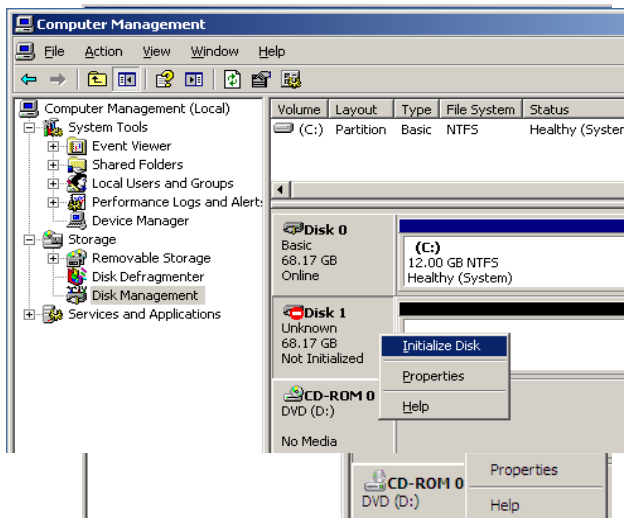 Computer Management
File Action View Window Help
Computer Management (Local)
System Tools
Event Viewer
Shared Folders
Local Users and Groups
Performance Logs and Alert
Device Manager
Storage
Removable Storage
Disk Defragmenter
Disk Management
Services and Applications
Volume Layout Type File System Status
(C:) Partition Basic NTFS Healthy (System
Disk 0
Basic
68.17 GB
Online
(C:)
12.00 GB NTFS
Healthy (System)
Disk 1
Unknown
68.17 GB
Not Initialized
Initialize Disk
Properties
Help
CD-ROM 0
DVD (D:)
No Media
Properties
CD-ROM 0
DVD (D:)
Help